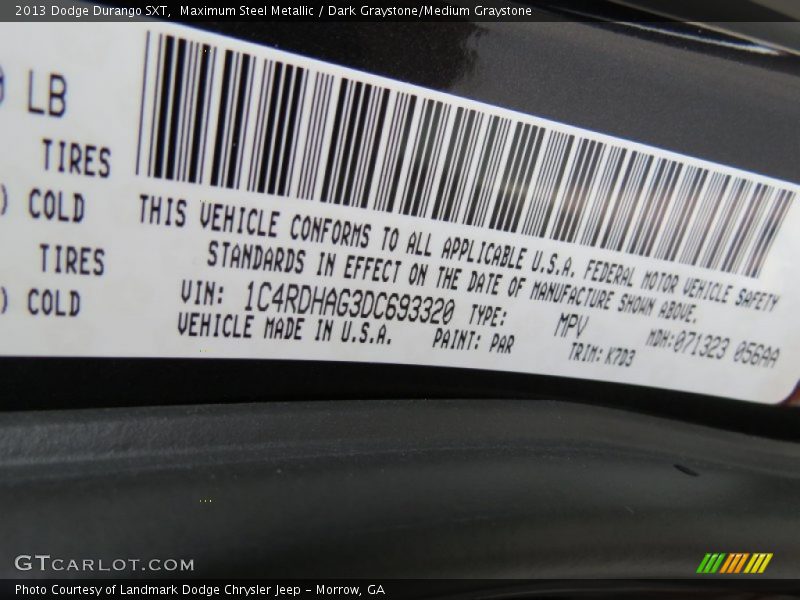 2013 Dodge Durango SXT, Maximum Steel Metallic / Dark Graystone/Medium Graystone
LB
TIRES
) COLD
TIRES
) COLD
THIS VEHICLE CONFORMS TO ALL APPLICABLE U.S.A. FEDERAL MOTOR VEHICLE SAFETY
STANDARDS IN EFFECT ON THE DATE OF MANUFACTURE SHOWN ABOVE.
VIN: 1C4RDHAG3DC693320 TYPE: MPV MDH:071323 056AA
VEHICLE MADE IN U.S.A. PAINT: PAR TRIM: K7D3
GTCARLOT.COM
Photo Courtesy of Landmark Dodge Chrysler Jeep - Morrow, GA